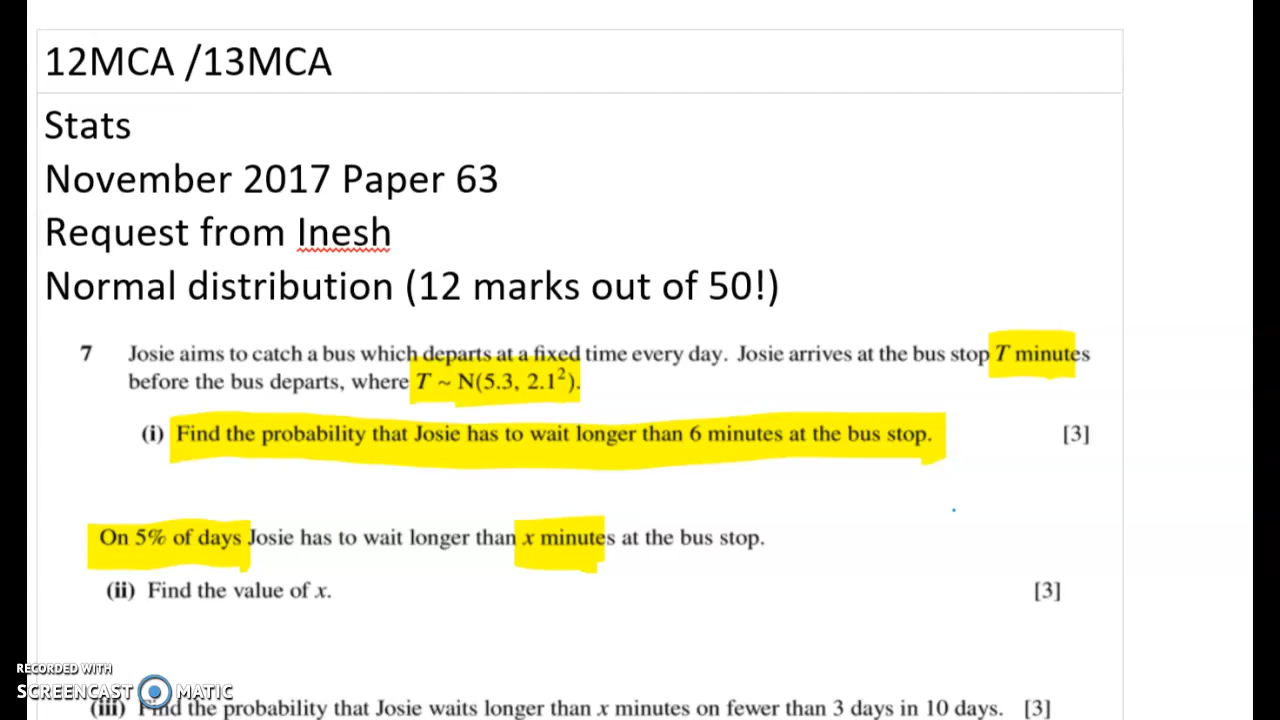 12MCA /13MCA
Stats
November 2017 Paper 63
Request from Inesh
Normal distribution (12 marks out of 50!)
7 Josie aims to catch a bus which departs at a fixed time every day. Josie arrives at the bus stop T minutes
before the bus departs, where T ~ N(5.3, 2.1²).
(i) Find the probability that Josie has to wait longer than 6 minutes at the bus stop. [3]
On 5% of days Josie has to wait longer than x minutes at the bus stop.
(ii) Find the value of x. [3]
RECORDED WITH
SCREENCAST MATIC
(iii) Find the probability that Josie waits longer than x minutes on fewer than 3 days in 10 days. [3]